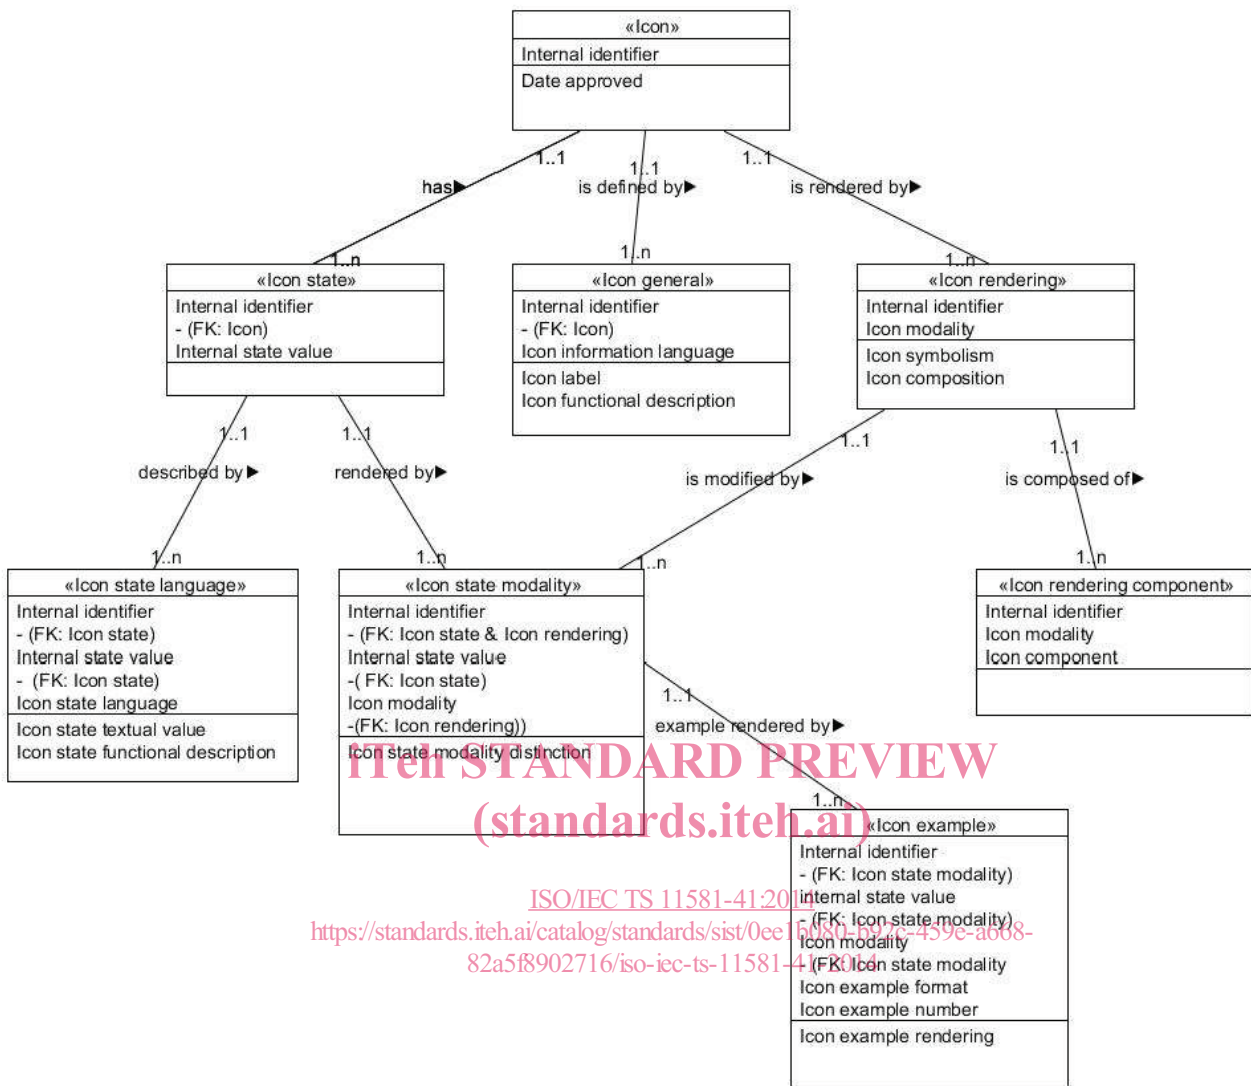 «Icon»
Internal identifier
Date approved
1..1
1..1
1..1
has▶
is defined by▶
is rendered by▶
1..n
1..n
1..n
«Icon state»
Internal identifier
- (FK: Icon)
Internal state value
«Icon general»
Internal identifier
- (FK: Icon)
Icon information language
Icon label
Icon functional description
«Icon rendering»
Internal identifier
Icon modality
Icon symbolism
Icon composition
1..1
1..1
1..1
1..1
described by▶
rendered by▶
is modified by▶
is composed of▶
1..n
1..n
1..n
1..n
«Icon state language»
Internal identifier
- (FK: Icon state)
Internal state value
- (FK: Icon state)
Icon state language
Icon state textual value
Icon state functional description
«Icon state modality»
Internal identifier
- (FK: Icon state & Icon rendering)
Internal state value
-( FK: Icon state)
Icon modality
-(FK: Icon rendering))
Icon state modality distinction
«Icon rendering component»
Internal identifier
Icon modality
Icon component
1..1
example rendered by▶
1..n
iTeh STANDARD PREVIEW
(standards.iteh.ai)
«Icon example»
Internal identifier
- (FK: Icon state modality)
internal state value
- (FK: Icon state modality)
Icon modality
- (FK: Icon state modality
Icon example format
Icon example number
Icon example rendering
ISO/IEC TS 11581-41:2014
https://standards.iteh.ai/catalog/standards/sist/0ee1b080-b92c-459e-a668-
82a5f8902716/iso-iec-ts-11581-41-2014